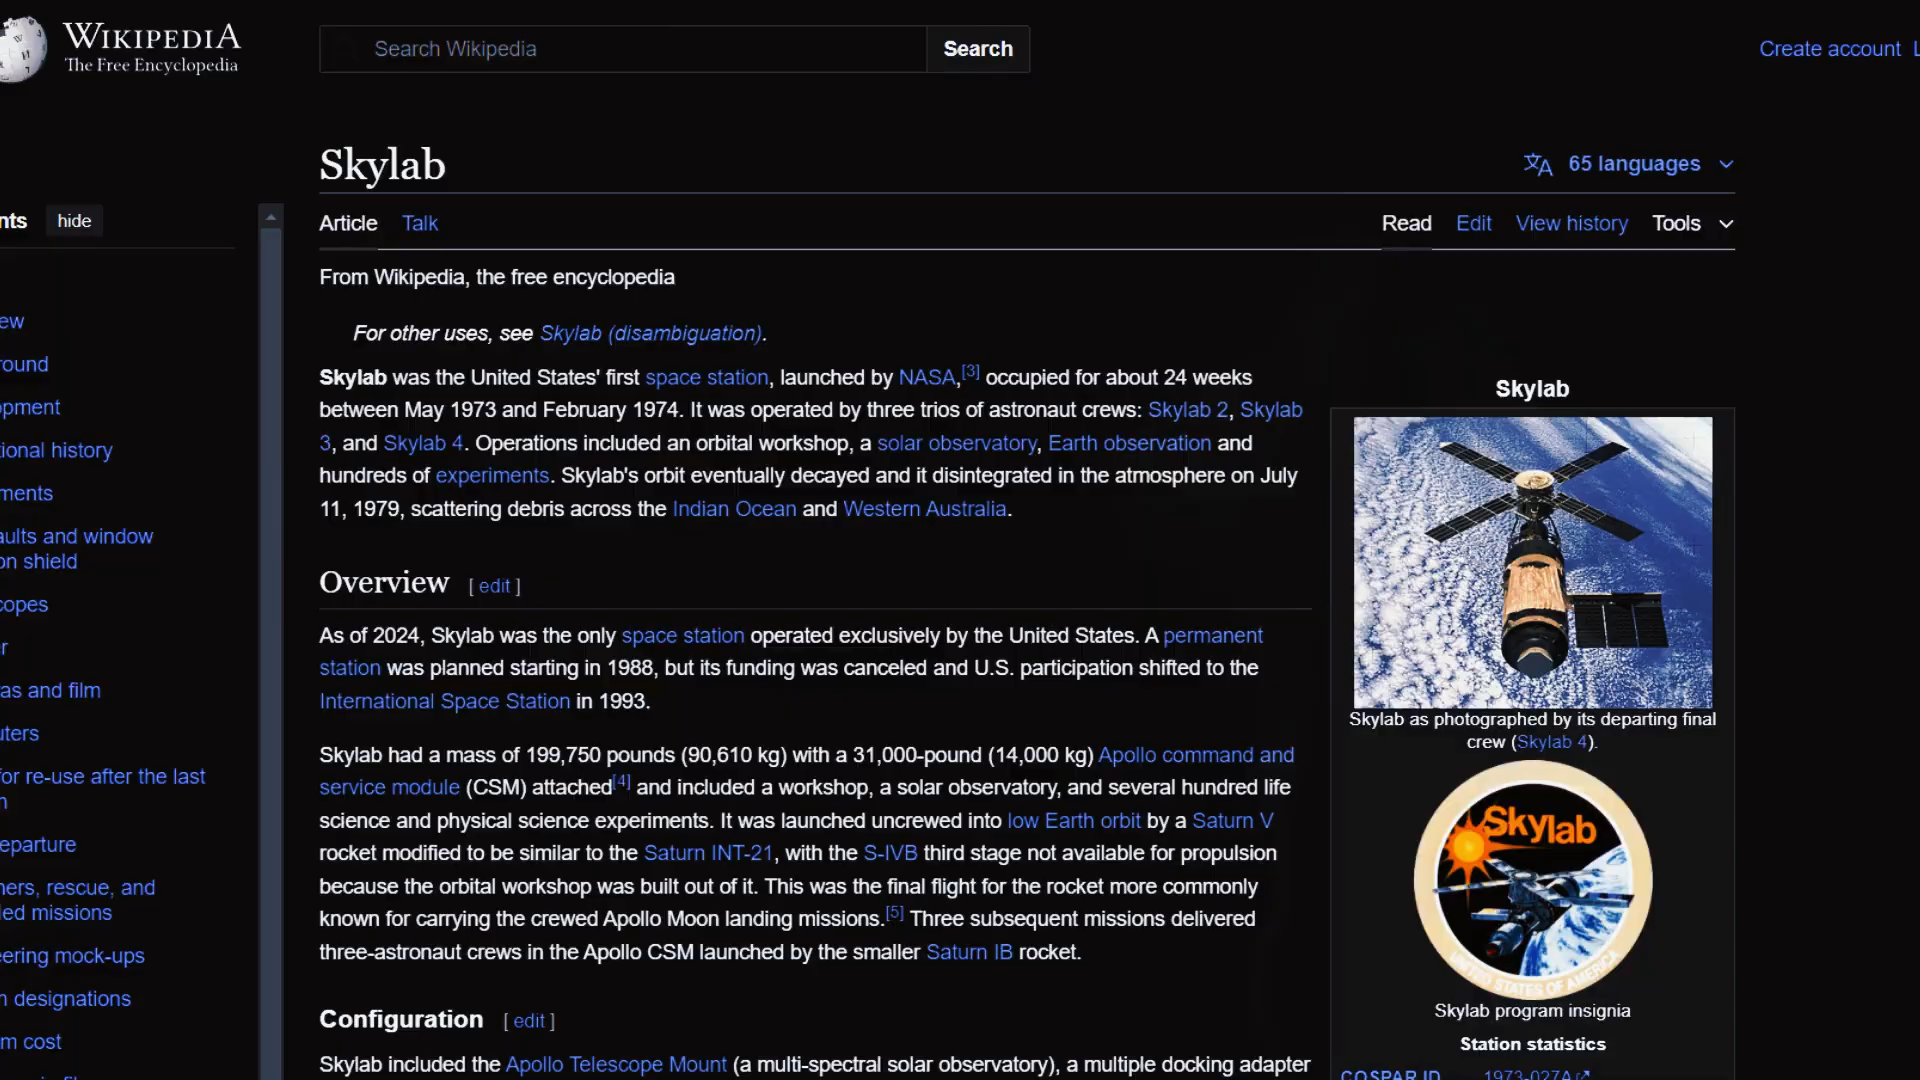 WIKIPEDIA
The Free Encyclopedia
Search Wikipedia
Search
Create account
Skylab
65 languages
nts
hide
Article
Talk
Read
Edit
View history
Tools
From Wikipedia, the free encyclopedia
For other uses, see Skylab (disambiguation).
Skylab was the United States' first space station, launched by NASA,[3] occupied for about 24 weeks
between May 1973 and February 1974. It was operated by three trios of astronaut crews: Skylab 2, Skylab
3, and Skylab 4. Operations included an orbital workshop, a solar observatory, Earth observation and
hundreds of experiments. Skylab's orbit eventually decayed and it disintegrated in the atmosphere on July
11, 1979, scattering debris across the Indian Ocean and Western Australia.
Overview [ edit ]
As of 2024, Skylab was the only space station operated exclusively by the United States. A permanent
station was planned starting in 1988, but its funding was canceled and U.S. participation shifted to the
International Space Station in 1993.
Skylab had a mass of 199,750 pounds (90,610 kg) with a 31,000-pound (14,000 kg) Apollo command and
service module (CSM) attached[4] and included a workshop, a solar observatory, and several hundred life
science and physical science experiments. It was launched uncrewed into low Earth orbit by a Saturn V
rocket modified to be similar to the Saturn INT-21, with the S-IVB third stage not available for propulsion
because the orbital workshop was built out of it. This was the final flight for the rocket more commonly
known for carrying the crewed Apollo Moon landing missions.[5] Three subsequent missions delivered
three-astronaut crews in the Apollo CSM launched by the smaller Saturn IB rocket.
Configuration [ edit ]
Skylab included the Apollo Telescope Mount (a multi-spectral solar observatory), a multiple docking adapter
ew
round
opment
ional history
ments
aults and window
on shield
copes
r
as and film
uters
for re-use after the last
n
eparture
ners, rescue, and
led missions
eering mock-ups
n designations
m cost
Skylab
Skylab as photographed by its departing final
crew (Skylab 4).
Skylab
UNITED STATES OF AMERICA
Skylab program insignia
Station statistics
COSPAR ID 1973-027A